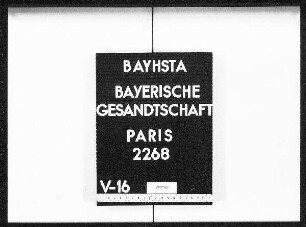 BAYHSTA
BAYERISCHE
GESANDTSCHAFT
PARIS
2268
V-16